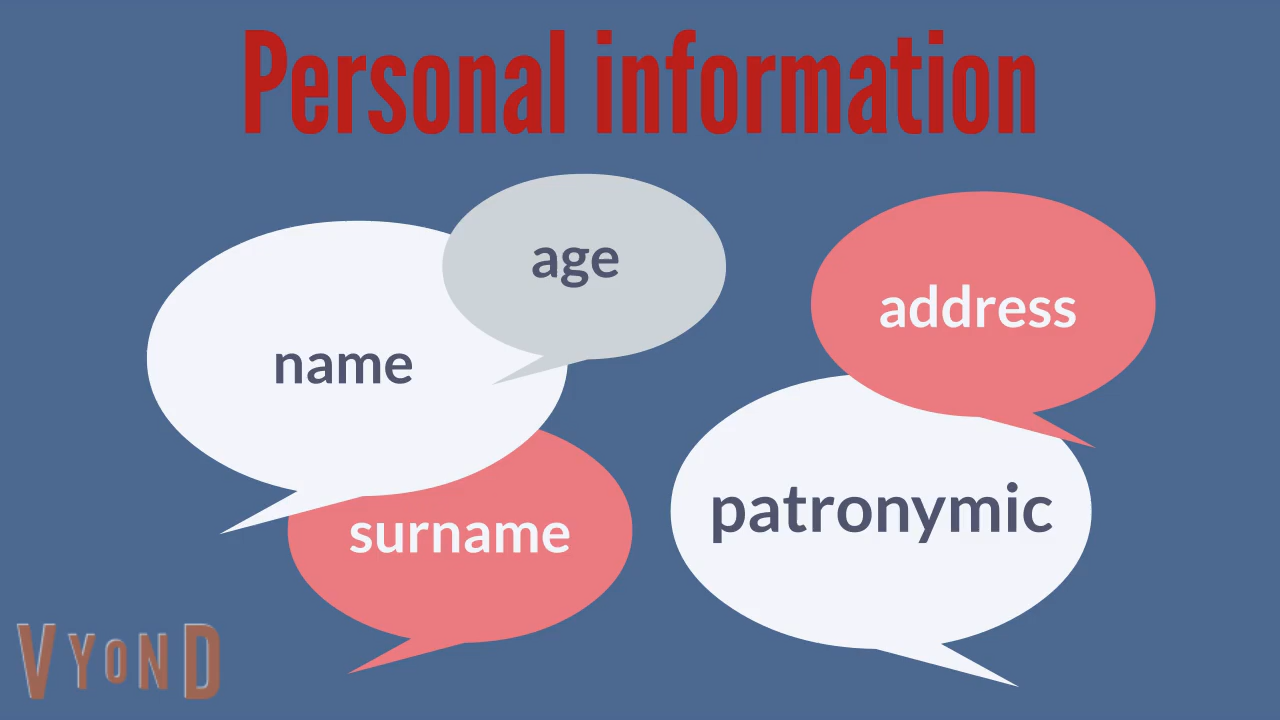 Personal information
age
name
address
surname
patronymic
VYOND